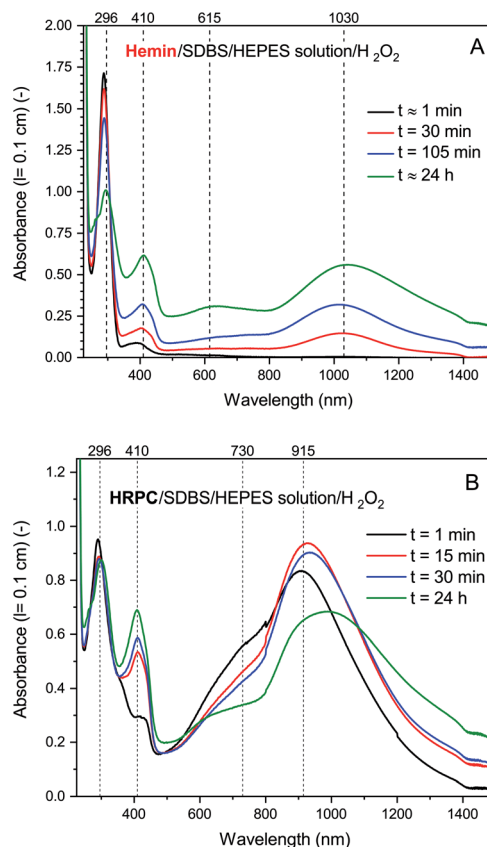 296 410 615 1030
2.00
1.75
1.50
1.25
1.00
0.75
0.50
0.25
0.00
Absorbance (l= 0.1 cm) (-)
Hemin/SDBS/HEPES solution/H2O2
A
t ≈ 1 min
t = 30 min
t = 105 min
t ≈ 24 h
400 600 800 1000 1200 1400
Wavelength (nm)
296 410 730 915
1.2
1.0
0.8
0.6
0.4
0.2
0.0
Absorbance (l= 0.1 cm) (-)
HRPC/SDBS/HEPES solution/H2O2
B
t = 1 min
t = 15 min
t = 30 min
t = 24 h
400 600 800 1000 1200 1400
Wavelength (nm)